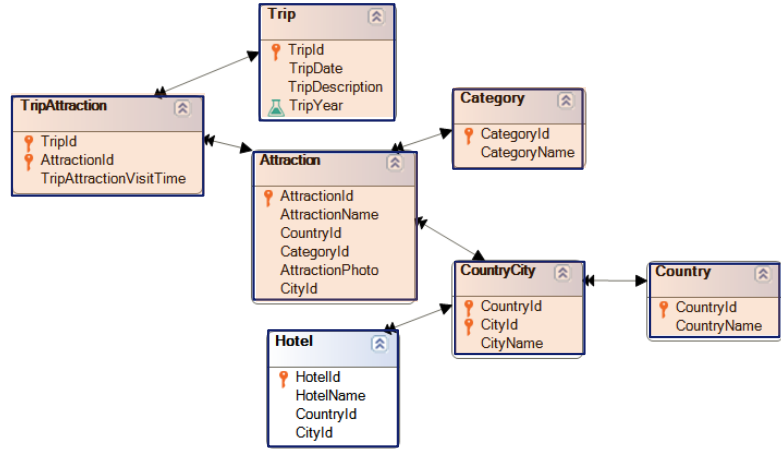 Trip
TripId
TripDate
TripDescription
TripYear
TripAttraction
TripId
AttractionId
TripAttractionVisitTime
Category
CategoryId
CategoryName
Attraction
AttractionId
AttractionName
CountryId
CategoryId
AttractionPhoto
CityId
CountryCity
CountryId
CityId
CityName
Country
CountryId
CountryName
Hotel
HotelId
HotelName
CountryId
CityId